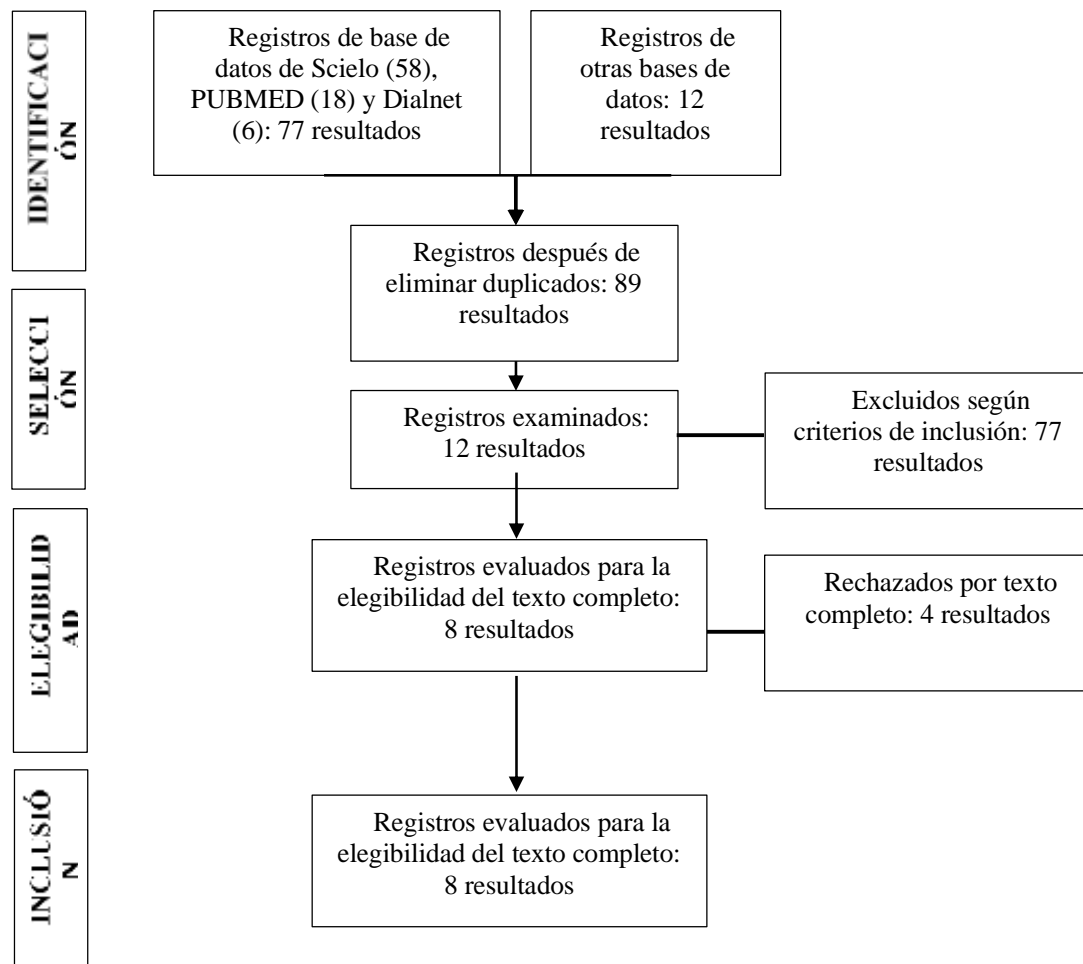 IDENTIFICACI
ÓN
Registros de base de
datos de Scielo (58),
PUBMED (18) y Dialnet
(6): 77 resultados
Registros de
otras bases de
datos: 12
resultados
Registros después de
eliminar duplicados: 89
resultados
SELECCI
ÓN
Registros examinados:
12 resultados
Excluidos según
criterios de inclusión: 77
resultados
ELEGIBILID
AD
Registros evaluados para la
elegibilidad del texto completo:
8 resultados
Rechazados por texto
completo: 4 resultados
INCLUSIÓ
N
Registros evaluados para la
elegibilidad del texto completo:
8 resultados